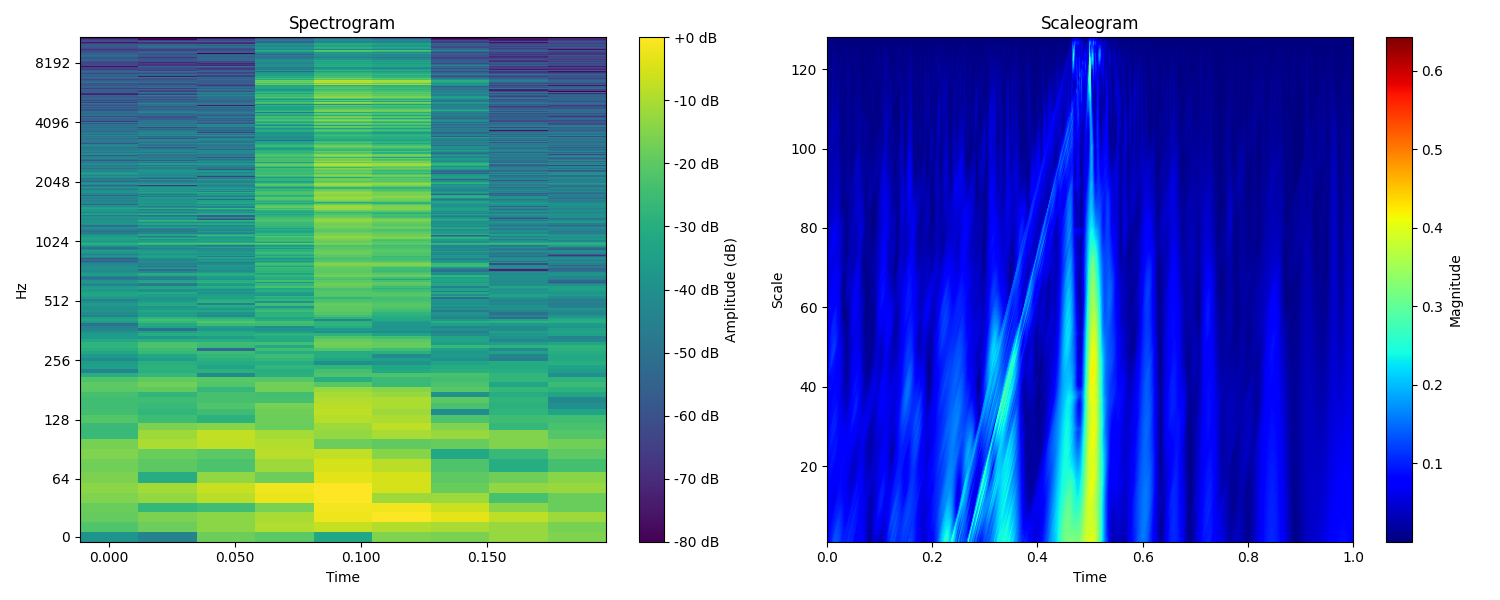 Spectrogram
Hz
8192
4096
2048
1024
512
256
128
64
0
0.000
0.050
0.100
0.150
Time
+0 dB
-10 dB
-20 dB
-30 dB
-40 dB
-50 dB
-60 dB
-70 dB
-80 dB
Amplitude (dB)
Scaleogram
Scale
120
100
80
60
40
20
0.0
0.2
0.4
0.6
0.8
1.0
Time
0.6
0.5
0.4
0.3
0.2
0.1
Magnitude